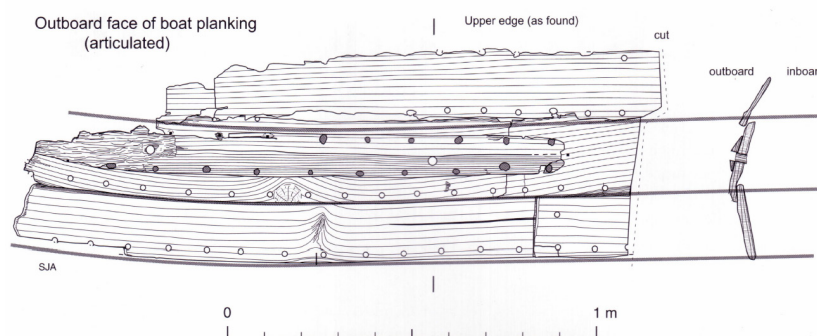 Outboard face of boat planking
(articulated)
Upper edge (as found)
cut
outboard
inboar
SJA
0
1 m